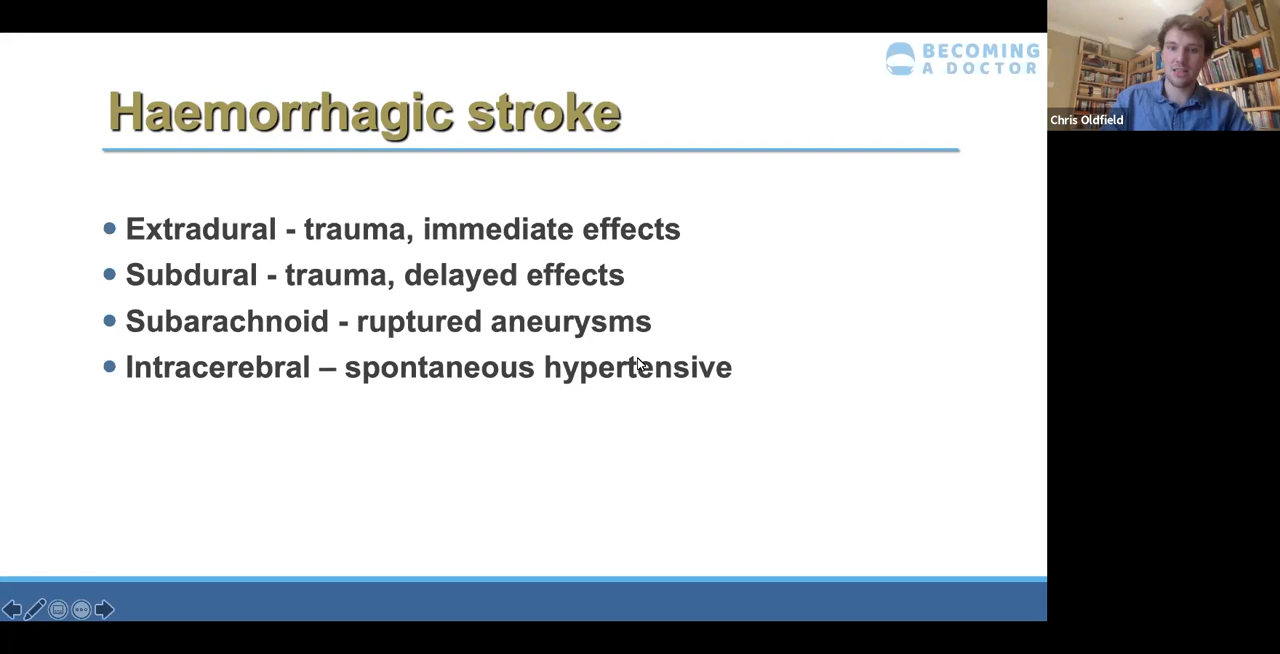 BECOMING
A DOCTOR
Haemorrhagic stroke
Chris Oldfield
• Extradural - trauma, immediate effects
• Subdural - trauma, delayed effects
• Subarachnoid - ruptured aneurysms
• Intracerebral – spontaneous hypertensive